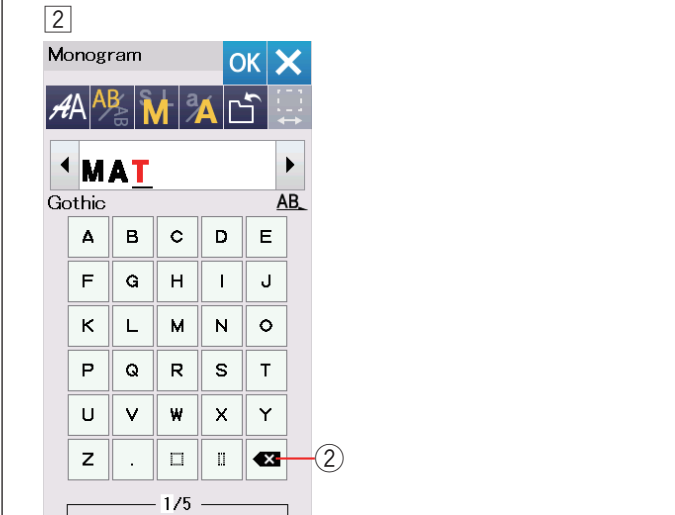 2
Monogram OK
AA AB AB S L M a A
MAT
Gothic AB
A B C D E
F G H I J
K L M N O
P Q R S T
U V W X Y
Z .
2
1/5